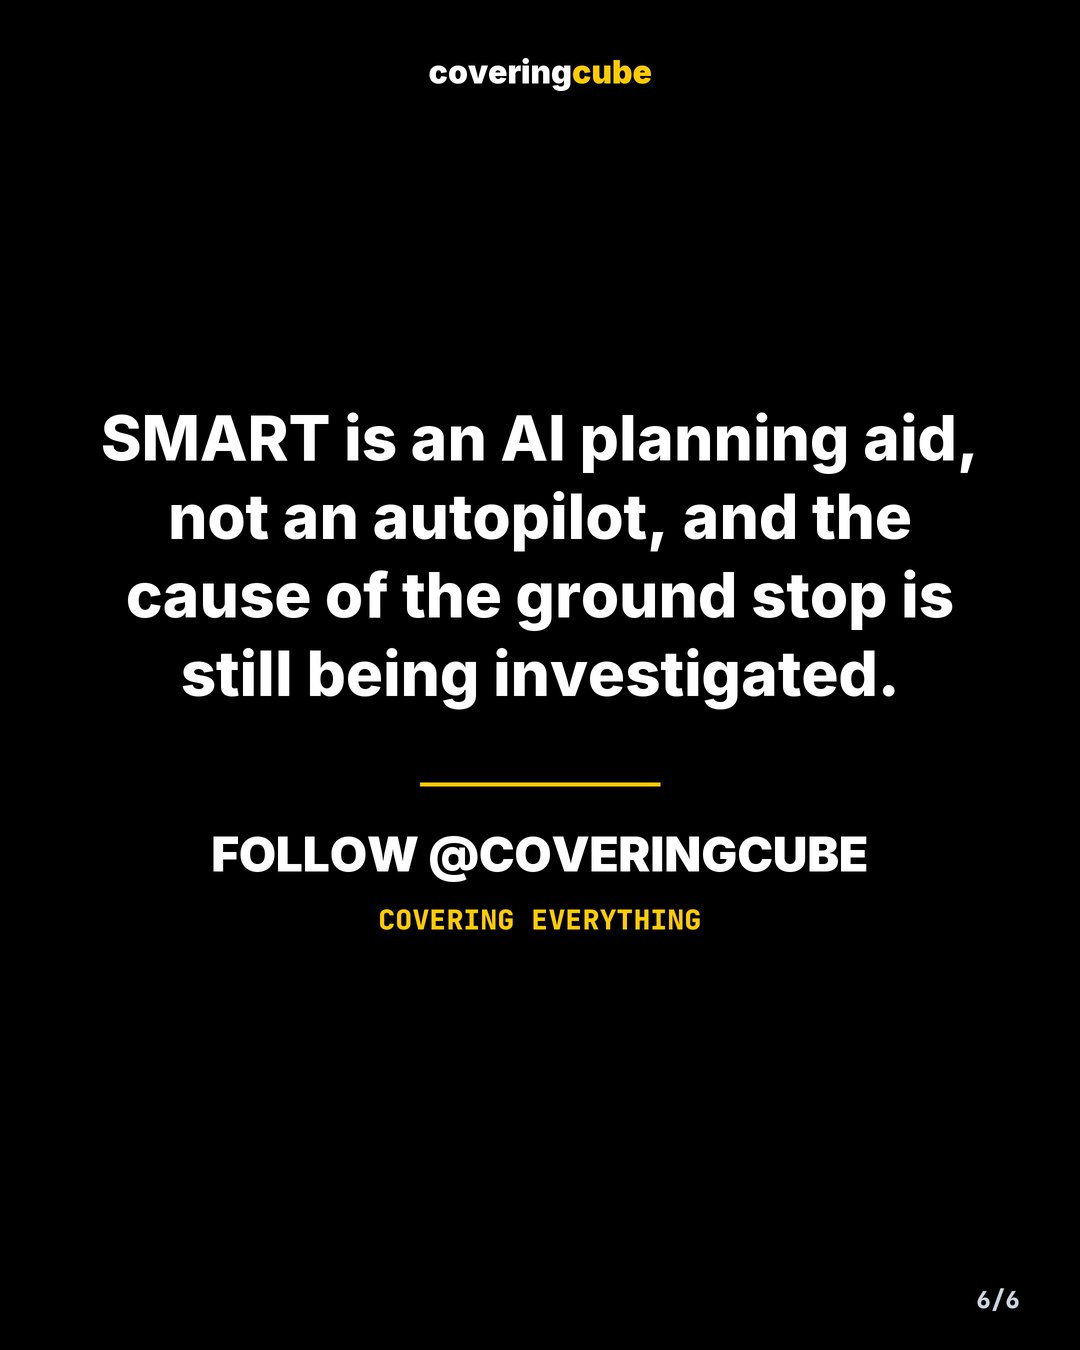 coveringcube
SMART is an AI planning aid,
not an autopilot, and the
cause of the ground stop is
still being investigated.
FOLLOW @COVERINGCUBE
COVERING EVERYTHING
6/6